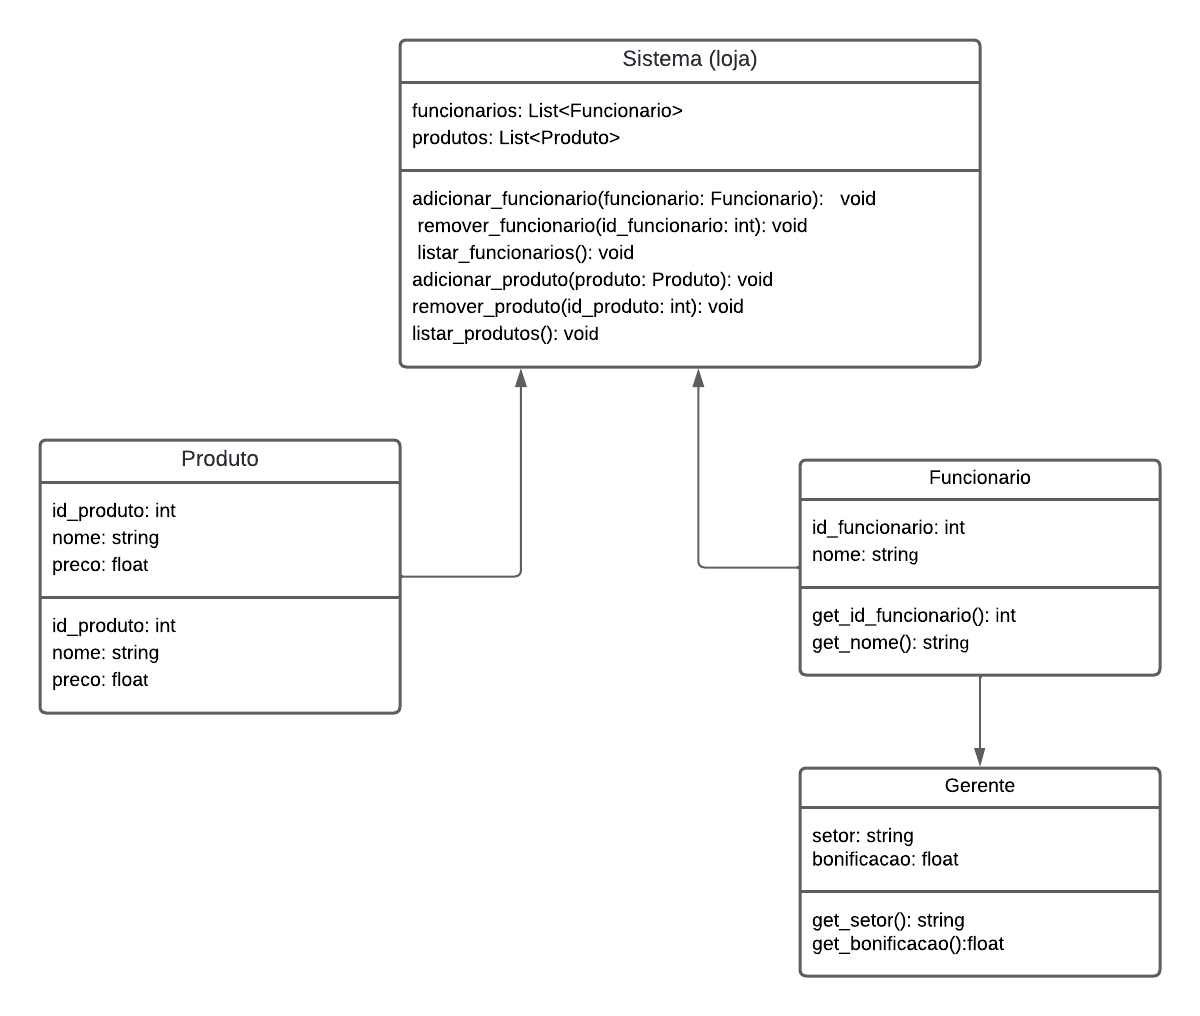 Sistema (loja)
funcionarios: List<Funcionario>
produtos: List<Produto>
adicionar_funcionario(funcionario: Funcionario): void
remover_funcionario(id_funcionario: int): void
listar_funcionarios(): void
adicionar_produto(produto: Produto): void
remover_produto(id_produto: int): void
listar_produtos(): void
Produto
id_produto: int
nome: string
preco: float
id_produto: int
nome: string
preco: float
Funcionario
id_funcionario: int
nome: string
get_id_funcionario(): int
get_nome(): string
Gerente
setor: string
bonificacao: float
get_setor(): string
get_bonificacao():float